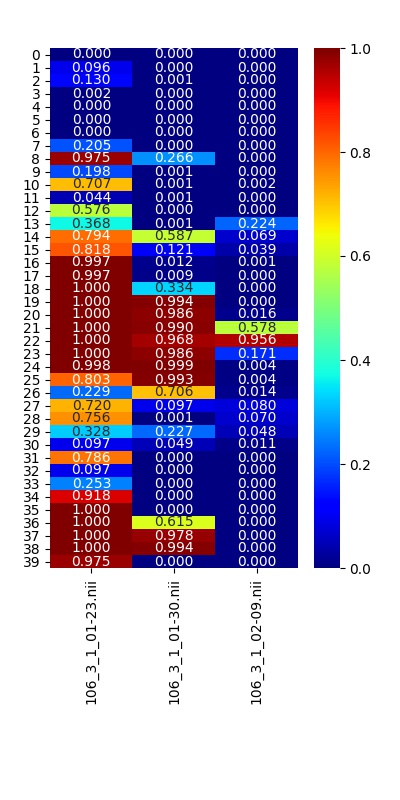 0 0.000 0.000 0.000
1 0.096 0.000 0.000
2 0.130 0.001 0.000
3 0.002 0.000 0.000
4 0.000 0.000 0.000
5 0.000 0.000 0.000
6 0.000 0.000 0.000
7 0.205 0.000 0.000
8 0.975 0.266 0.000
9 0.198 0.001 0.000
10 0.707 0.001 0.002
11 0.044 0.001 0.000
12 0.576 0.000 0.000
13 0.368 0.001 0.224
14 0.794 0.587 0.069
15 0.818 0.121 0.039
16 0.997 0.012 0.001
17 0.997 0.009 0.000
18 1.000 0.334 0.000
19 1.000 0.994 0.000
20 1.000 0.986 0.016
21 1.000 0.990 0.578
22 1.000 0.968 0.956
23 1.000 0.986 0.171
24 0.998 0.999 0.004
25 0.803 0.993 0.004
26 0.229 0.706 0.014
27 0.720 0.097 0.080
28 0.756 0.001 0.070
29 0.328 0.227 0.048
30 0.097 0.049 0.011
31 0.786 0.000 0.000
32 0.097 0.000 0.000
33 0.253 0.000 0.000
34 0.918 0.000 0.000
35 1.000 0.000 0.000
36 1.000 0.615 0.000
37 1.000 0.978 0.000
38 1.000 0.994 0.000
39 0.975 0.000 0.000
106_3_1_01-23.nii
106_3_1_01-30.nii
106_3_1_02-09.nii
1.0
0.8
0.6
0.4
0.2
0.0